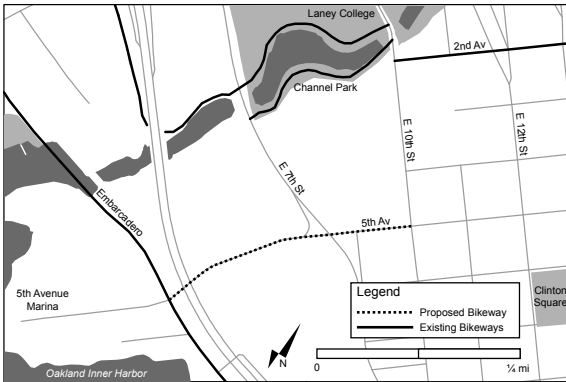 Laney College
2nd Av
Channel Park
E 10th St
E 12th St
E 7th St
Embarcadero
5th Av
5th Avenue
Marina
Clinton
Square
Legend
Proposed Bikeway
Existing Bikeways
N
0
¼ mi
Oakland Inner Harbor